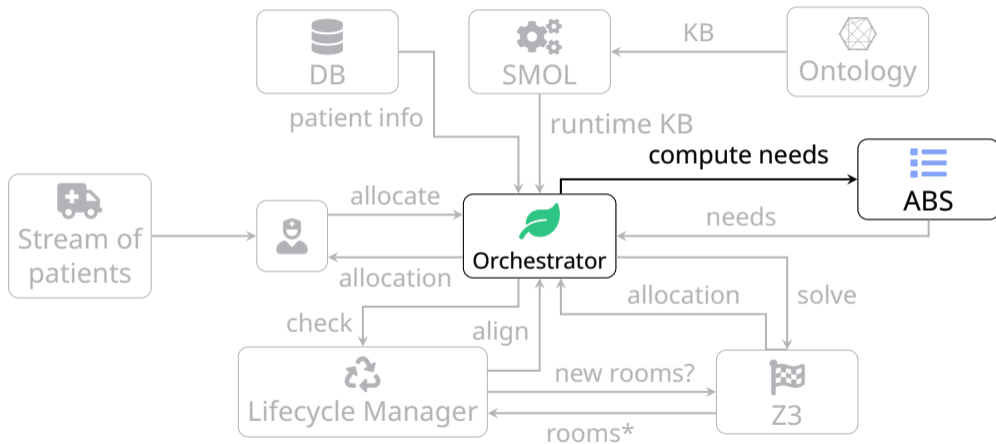 DB
SMOL
KB
Ontology
patient info
runtime KB
compute needs
ABS
Stream of
patients
allocate
needs
Orchestrator
allocation
allocation
solve
check
align
Lifecycle Manager
new rooms?
Z3
rooms*